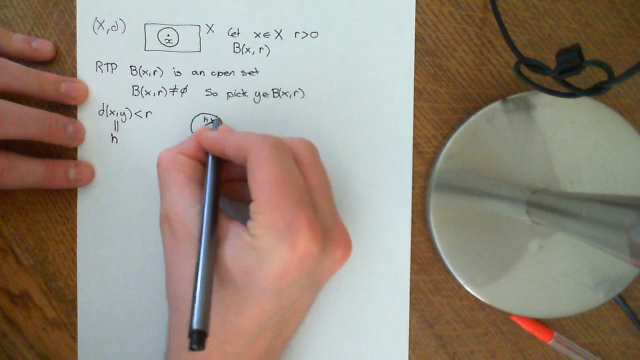 (X,d) x X Let x∈X r>0
B(x,r)
RTP B(x,r) is an open set
B(x,r)≠∅ So pick y∈B(x,r)
d(x,y)<r
||
h
h